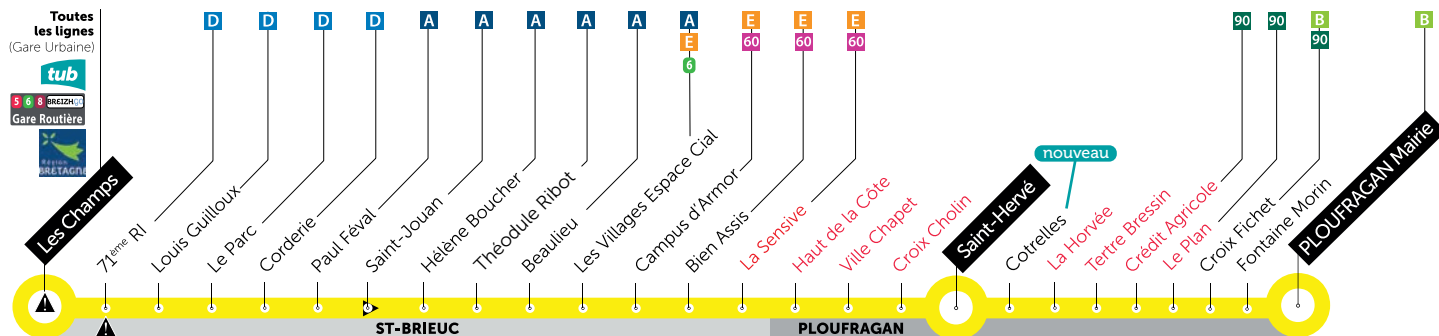 Toutes
les lignes
(Gare Urbaine)
tub
5 6 8 BREIZHGO
Gare Routière
Région
BRETAGNE
D D D D A A A A A A E E E 90 90 B B
E 60 60 60 90
6
Les Champs
71ème RI
Louis Guilloux
Le Parc
Corderie
Paul Féval
Saint-Jouan
Hélène Boucher
Théodule Ribot
Beaulieu
Les Villages Espace Cial
Campus d'Armor
Bien Assis
La Sensive
Haut de la Côte
Ville Chapet
Croix Cholin
Saint-Hervé
nouveau
Cotrelles
La Horvée
Tertre Bressin
Crédit Agricole
Le Plan
Croix Fichet
Fontaine Morin
PLOUFRAGAN Mairie
ST-BRIEUC
PLOUFRAGAN